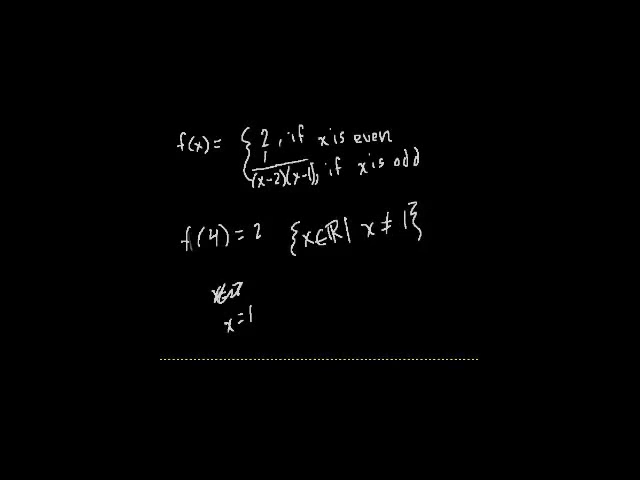 f(x) = { 2, if x is even
1/((x-2)(x-1)), if x is odd
f(4) = 2 {x∈ℝ | x ≠ 1}
x = 1